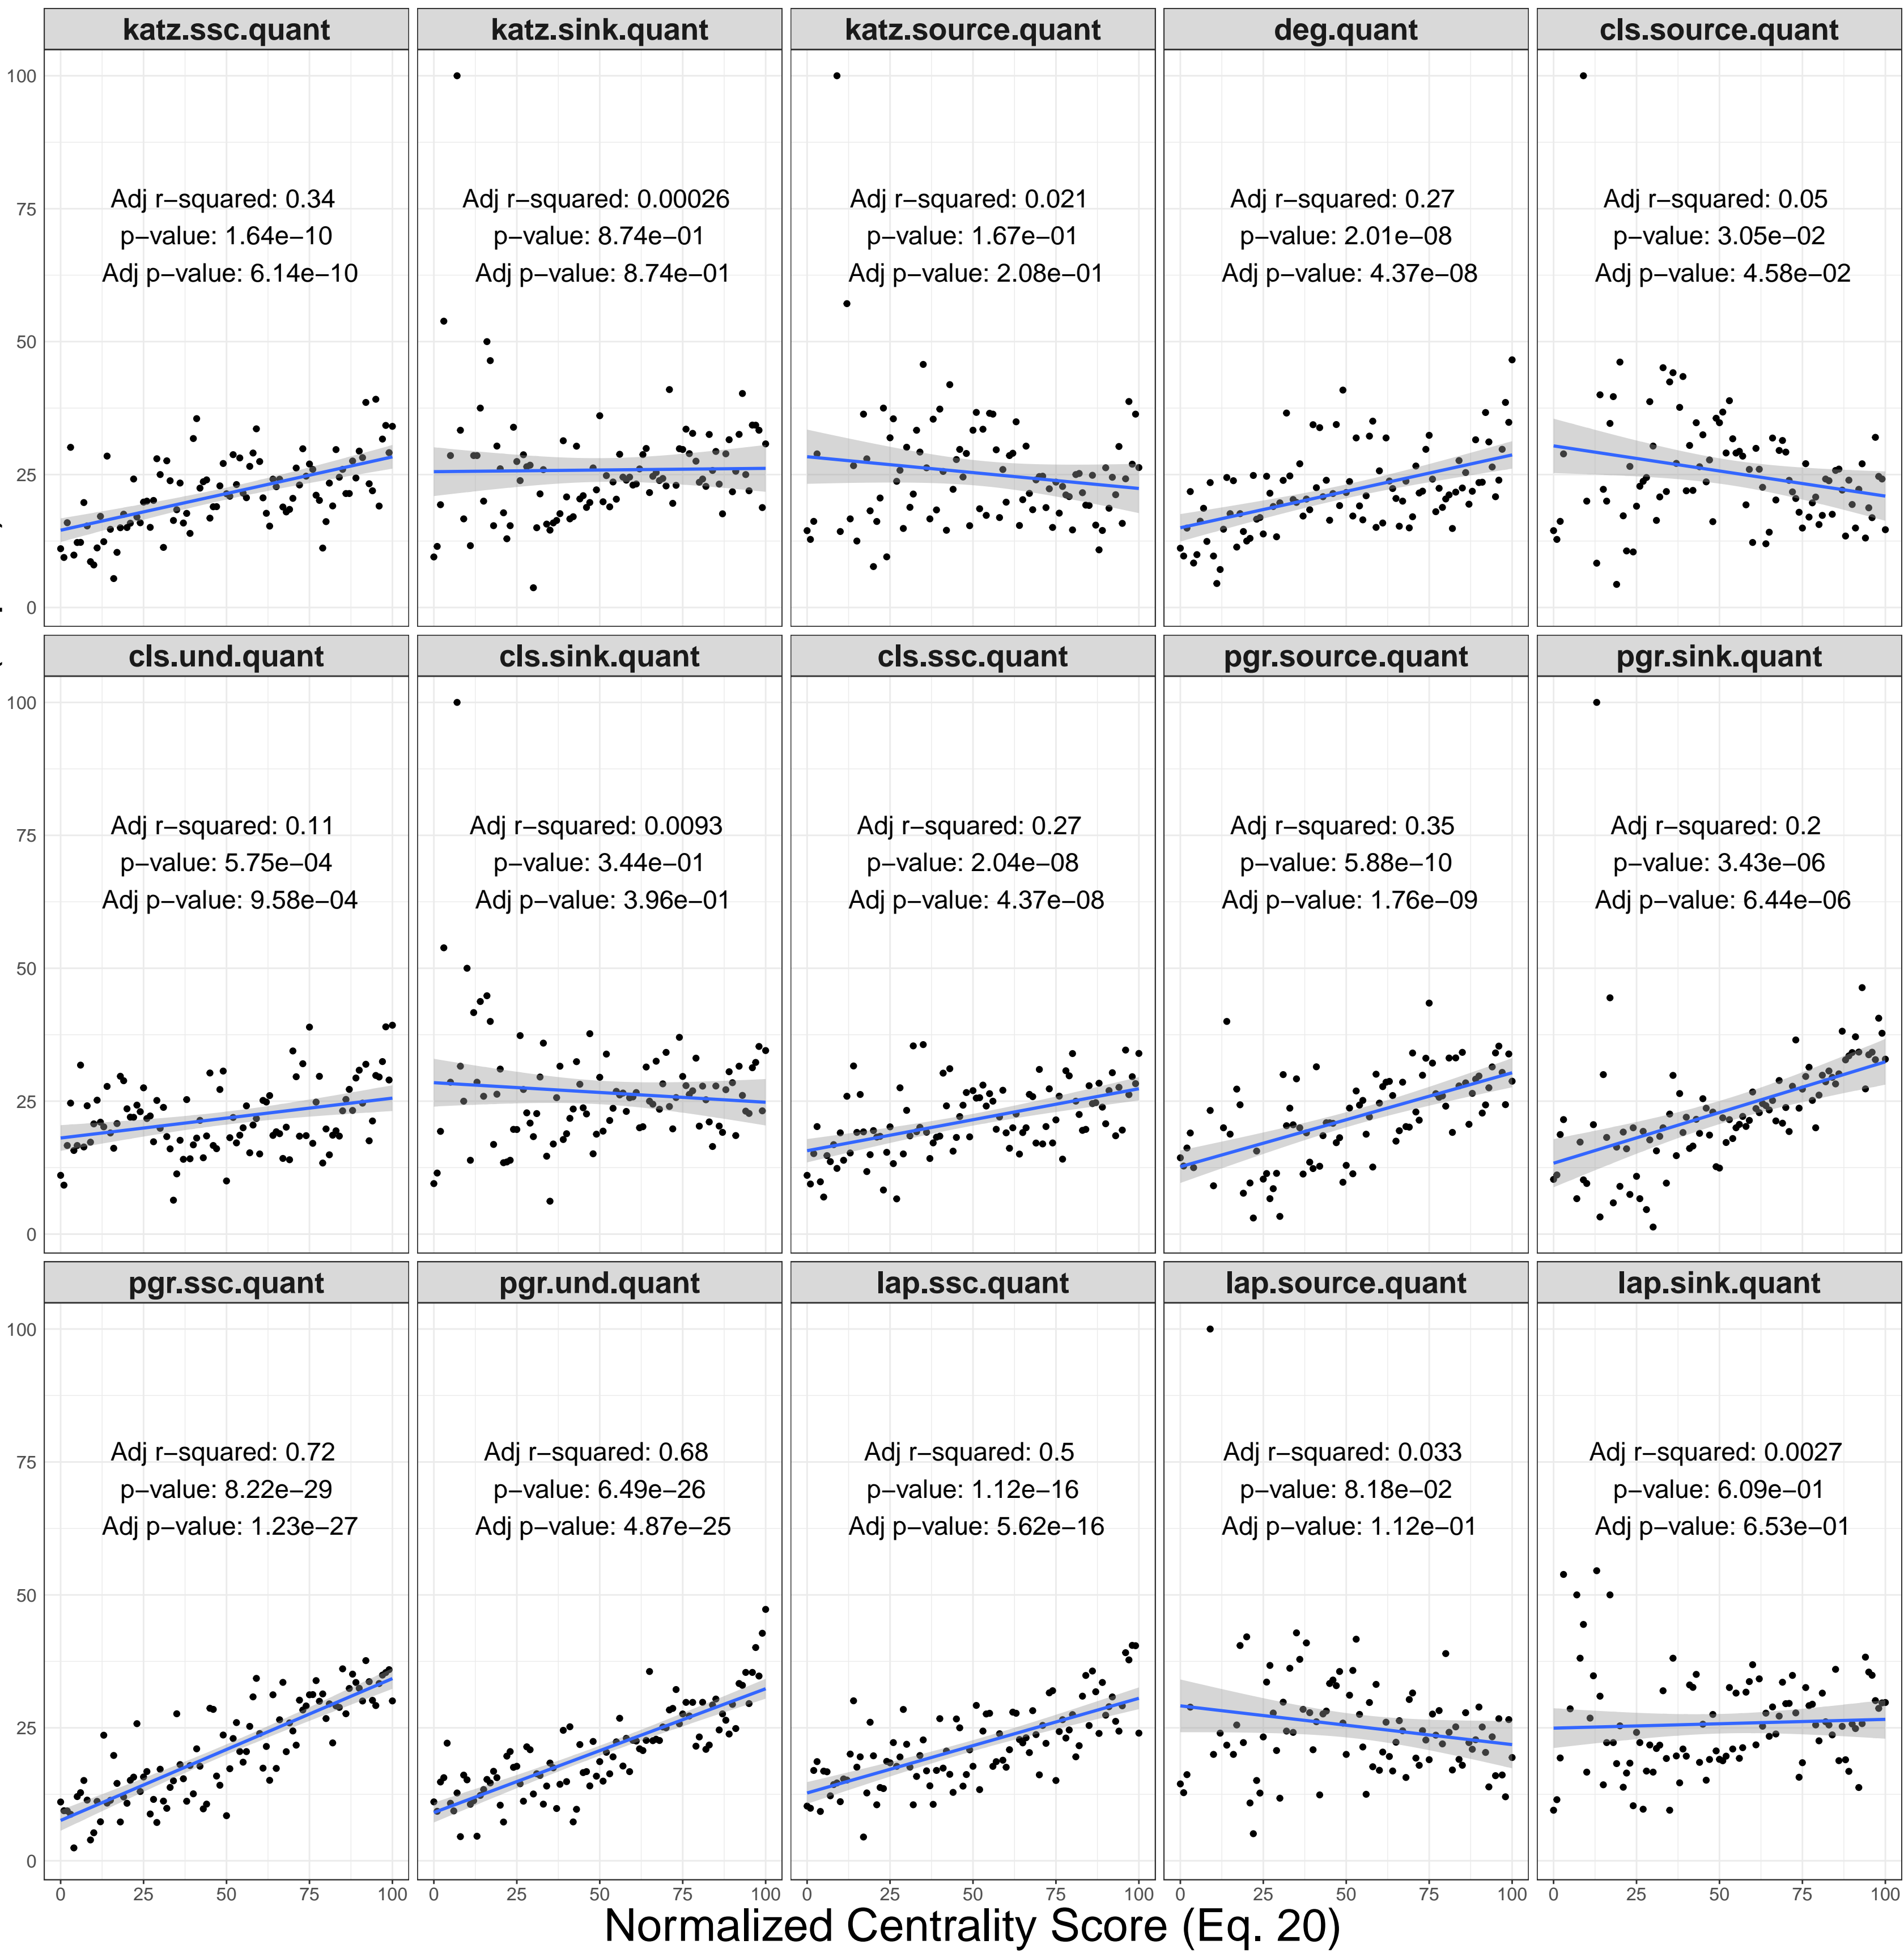 katz.ssc.quant katz.sink.quant katz.source.quant deg.quant cls.source.quant
100
Adj r−squared: 0.34 Adj r−squared: 0.00026 Adj r−squared: 0.021 Adj r−squared: 0.27 Adj r−squared: 0.05
75
p−value: 1.64e−10 p−value: 8.74e−01 p−value: 1.67e−01 p−value: 2.01e−08 p−value: 3.05e−02
Adj p−value: 6.14e−10 Adj p−value: 8.74e−01 Adj p−value: 2.08e−01 Adj p−value: 4.37e−08 Adj p−value: 4.58e−02
50
25
0
cls.und.quant cls.sink.quant cls.ssc.quant pgr.source.quant pgr.sink.quant
100
Adj r−squared: 0.11 Adj r−squared: 0.0093 Adj r−squared: 0.27 Adj r−squared: 0.35 Adj r−squared: 0.2
75
p−value: 5.75e−04 p−value: 3.44e−01 p−value: 2.04e−08 p−value: 5.88e−10 p−value: 3.43e−06
Adj p−value: 9.58e−04 Adj p−value: 3.96e−01 Adj p−value: 4.37e−08 Adj p−value: 1.76e−09 Adj p−value: 6.44e−06
50
25
0
pgr.ssc.quant pgr.und.quant lap.ssc.quant lap.source.quant lap.sink.quant
100
Adj r−squared: 0.72 Adj r−squared: 0.68 Adj r−squared: 0.5 Adj r−squared: 0.033 Adj r−squared: 0.0027
75
p−value: 8.22e−29 p−value: 6.49e−26 p−value: 1.12e−16 p−value: 8.18e−02 p−value: 6.09e−01
Adj p−value: 1.23e−27 Adj p−value: 4.87e−25 Adj p−value: 5.62e−16 Adj p−value: 1.12e−01 Adj p−value: 6.53e−01
50
25
0
0 25 50 75 100 0 25 50 75 100 0 25 50 75 100 0 25 50 75 100 0 25 50 75 100
Normalized Centrality Score (Eq. 20)